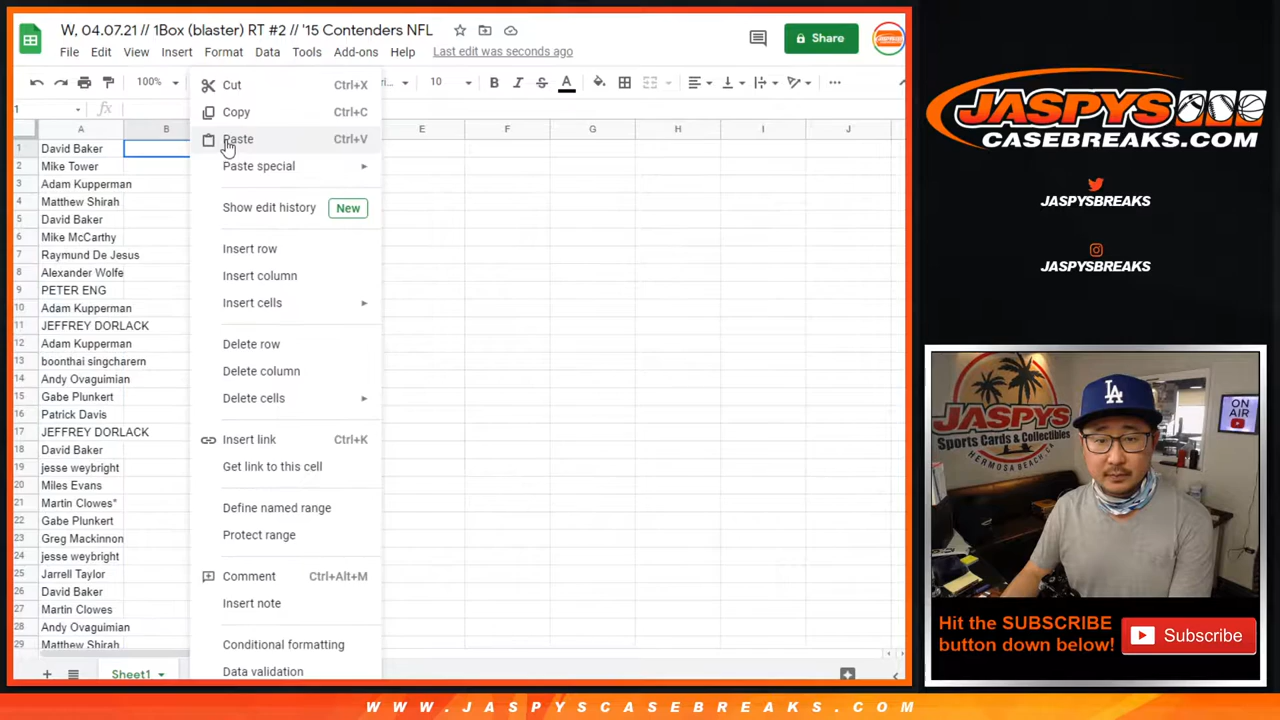 W, 04.07.21 // 1Box (blaster) RT #2 // '15 Contenders NFL
File Edit View Insert Format Data Tools Add-ons Help Last edit was seconds ago
Share
100% 10 B I S A
fx
A B E F G H I J
1 David Baker
2 Mike Tower
3 Adam Kupperman
4 Matthew Shirah
5 David Baker
6 Mike McCarthy
7 Raymund De Jesus
8 Alexander Wolfe
9 PETER ENG
10 Adam Kupperman
11 JEFFREY DORLACK
12 Adam Kupperman
13 boonthai singcharern
14 Andy Ovaguimian
15 Gabe Plunkert
16 Patrick Davis
17 JEFFREY DORLACK
18 David Baker
19 jesse weybright
20 Miles Evans
21 Martin Clowes*
22 Gabe Plunkert
23 Greg Mackinnon
24 jesse weybright
25 Jarrell Taylor
26 David Baker
27 Martin Clowes
28 Andy Ovaguimian
29 Matthew Shirah
Sheet1
Cut Ctrl+X
Copy Ctrl+C
Paste Ctrl+V
Paste special
Show edit history New
Insert row
Insert column
Insert cells
Delete row
Delete column
Delete cells
Insert link Ctrl+K
Get link to this cell
Define named range
Protect range
Comment Ctrl+Alt+M
Insert note
Conditional formatting
Data validation
JASPYS
CASEBREAKS.COM
JASPYSBREAKS
JASPYSBREAKS
JASPYS
Sports Cards & Collectibles
HERMOSA BEACH, CA
LA
ON
AIR
Hit the SUBSCRIBE
button down below!
Subscribe
WWW.JASPYSCASEBREAKS.COM